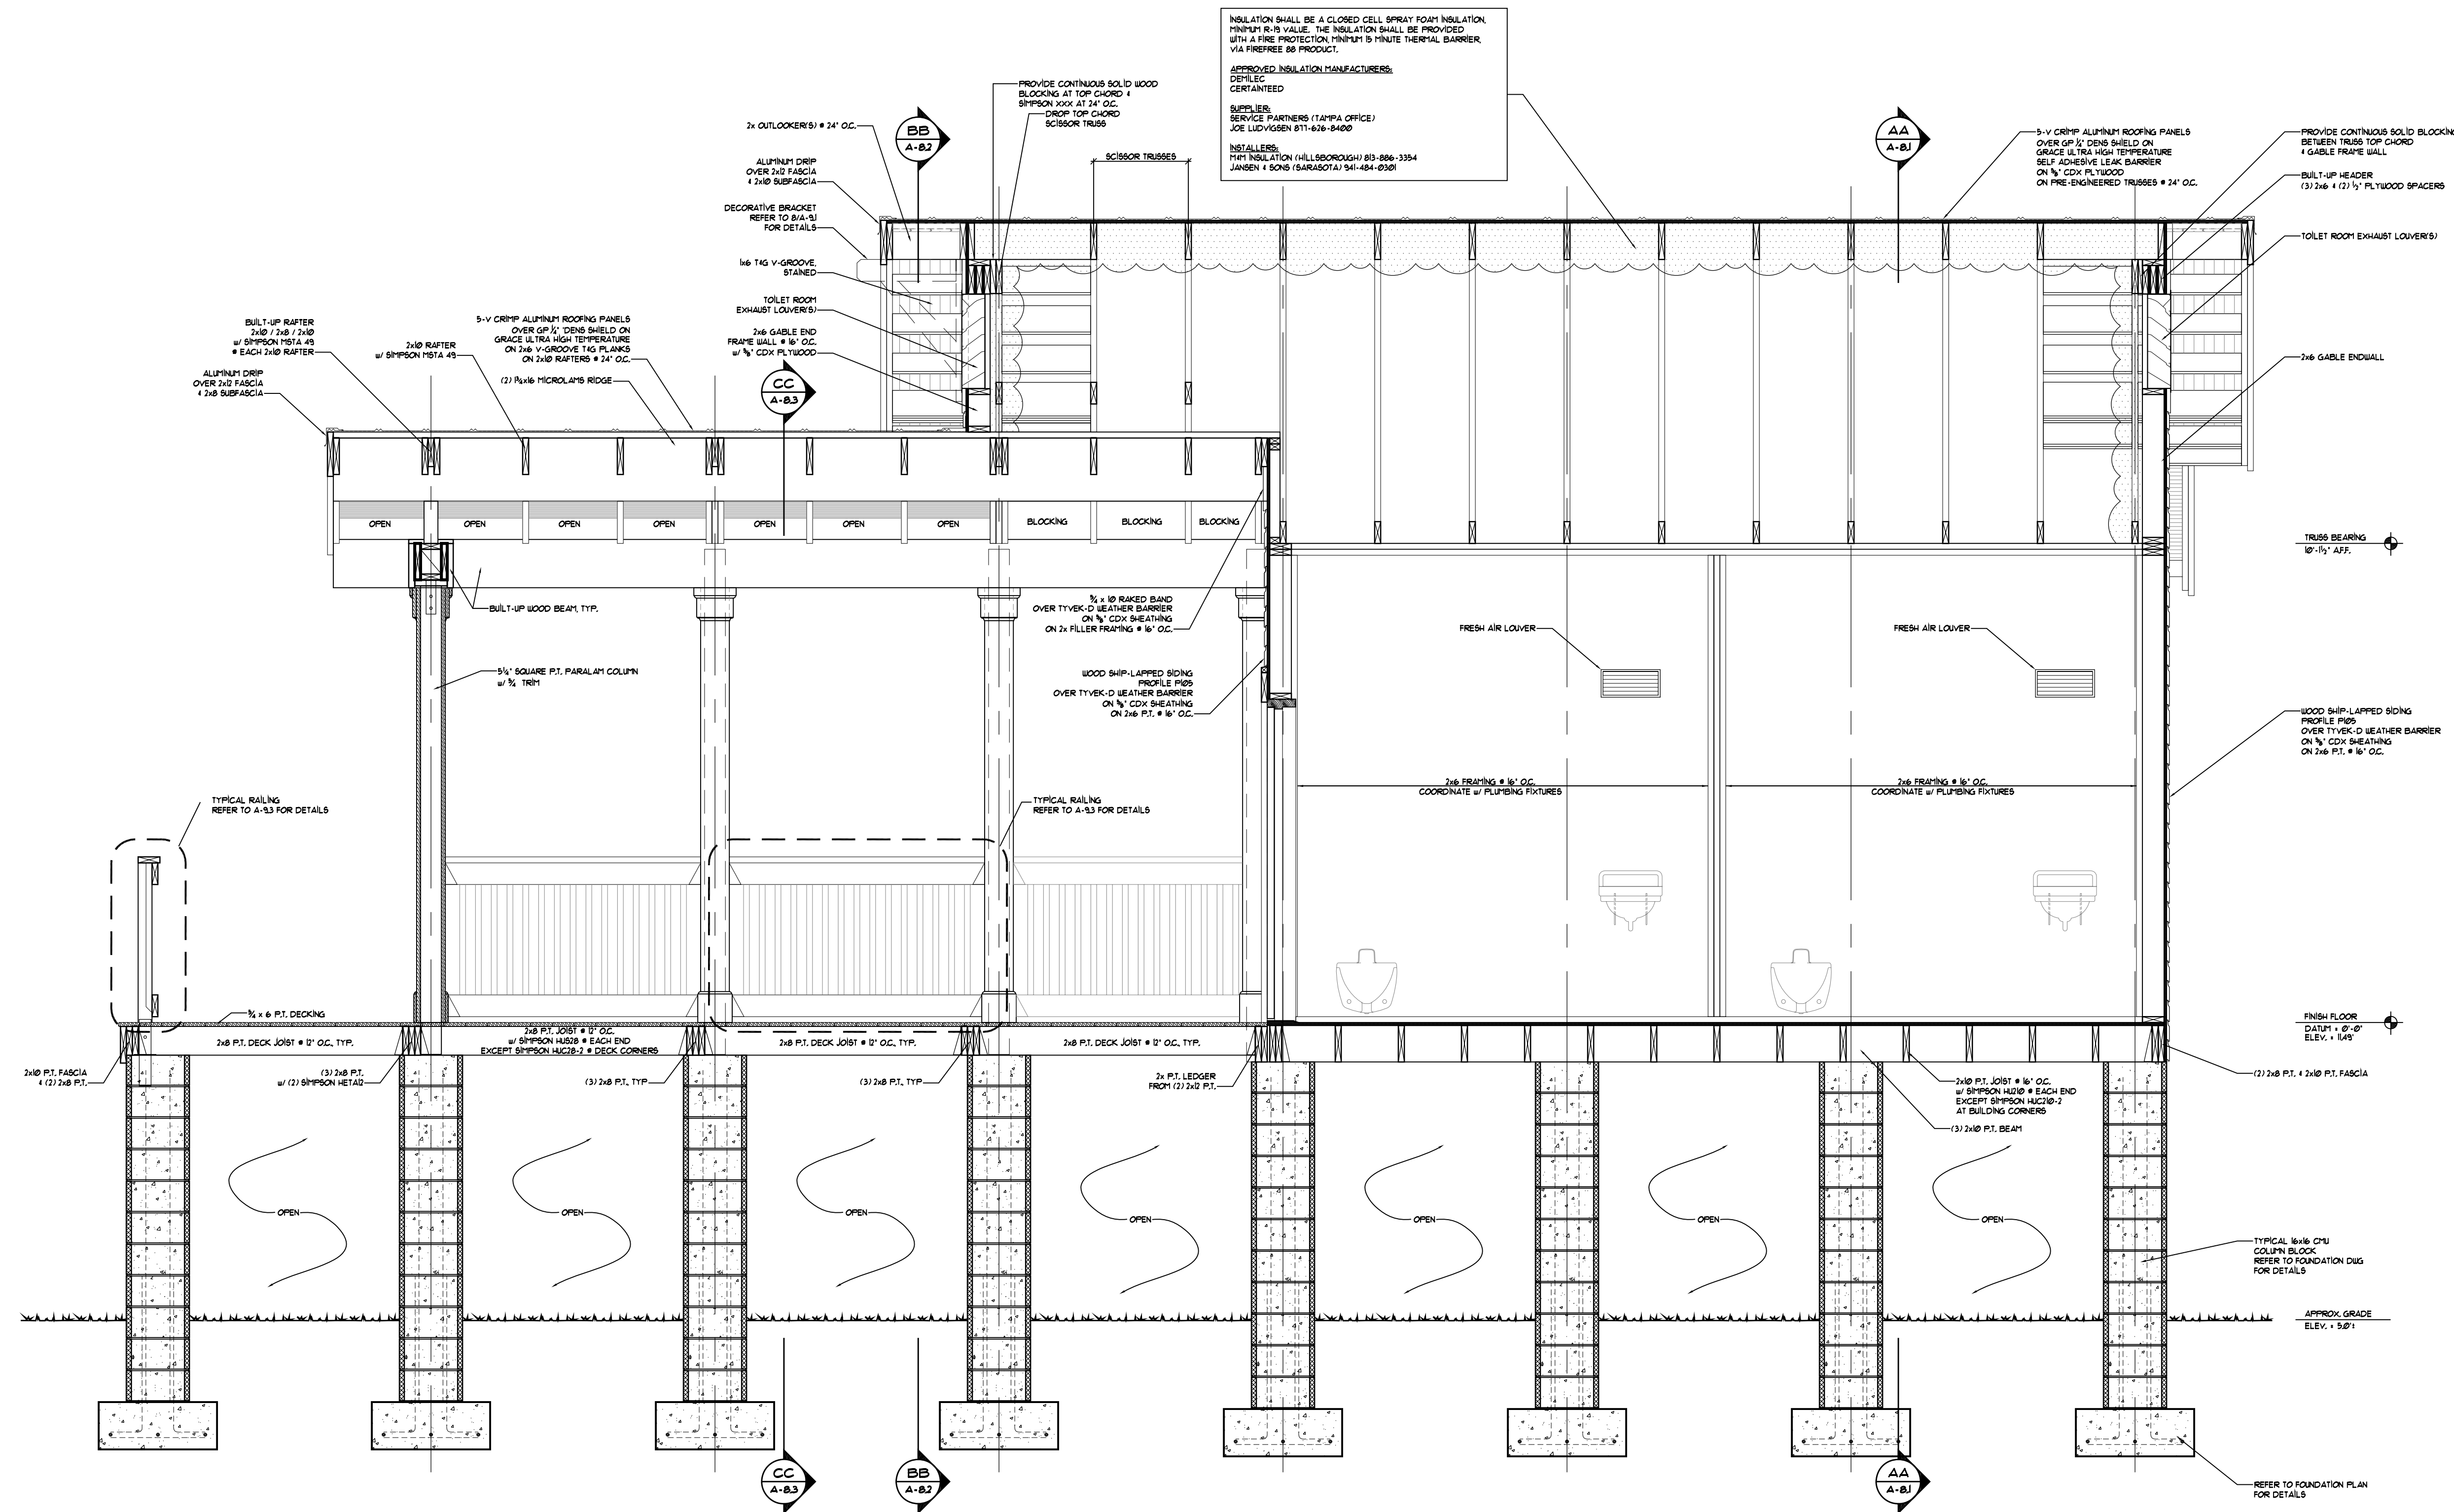 INSULATION SHALL BE A CLOSED CELL SPRAY FOAM INSULATION,
MINIMUM R-19 VALUE. THE INSULATION SHALL BE PROVIDED
WITH A FIRE PROTECTION, MINIMUM 15 MINUTE THERMAL BARRIER,
VIA FIREFREE 88 PRODUCT.
APPROVED INSULATION MANUFACTURERS:
DEMILEC
CERTAINTEED
SUPPLIER:
SERVICE PARTNERS (TAMPA OFFICE)
JOE LUDVIGSEN 877-626-8400
INSTALLERS:
M&M INSULATION (HILLSBOROUGH) 813-886-3354
JANSEN & SONS (SARASOTA) 941-484-0301
PROVIDE CONTINUOUS SOLID WOOD
BLOCKING AT TOP CHORD &
SIMPSON XXX AT 24" O.C.
DROP TOP CHORD
SCISSOR TRUSS
2x OUTLOOKER(S) @ 24" O.C.
BB
A-8.2
AA
A-8.1
SCISSOR TRUSSES
ALUMINUM DRIP
OVER 2x12 FASCIA
& 2x10 SUBFASCIA
DECORATIVE BRACKET
REFER TO 8/A-9.1
FOR DETAILS
1x6 T&G V-GROOVE,
STAINED
TOILET ROOM
EXHAUST LOUVER(S)
2x6 GABLE END
FRAME WALL @ 16" O.C.
w/ 5/8" CDX PLYWOOD
CC
A-8.3
5-V CRIMP ALUMINUM ROOFING PANELS
OVER GP 1/4" DENS SHIELD ON
GRACE ULTRA HIGH TEMPERATURE
SELF ADHESIVE LEAK BARRIER
ON 5/8" CDX PLYWOOD
ON PRE-ENGINEERED TRUSSES @ 24" O.C.
PROVIDE CONTINUOUS SOLID BLOCKING
BETWEEN TRUSS TOP CHORD
& GABLE FRAME WALL
BUILT-UP HEADER
(3) 2x6 & (2) 1/2" PLYWOOD SPACERS
TOILET ROOM EXHAUST LOUVER(S)
2x6 GABLE ENDWALL
BUILT-UP RAFTER
2x10 / 2x8 / 2x10
w/ SIMPSON MSTA 49
@ EACH 2x10 RAFTER
2x10 RAFTER
w/ SIMPSON MSTA 49
5-V CRIMP ALUMINUM ROOFING PANELS
OVER GP 1/4" DENS SHIELD ON
GRACE ULTRA HIGH TEMPERATURE
ON 2x6 V-GROOVE T&G PLANKS
ON 2x10 RAFTERS @ 24" O.C.
(2) 1 3/4x16 MICROLAMS RIDGE
ALUMINUM DRIP
OVER 2x12 FASCIA
& 2x8 SUBFASCIA
OPEN
OPEN
OPEN
OPEN
OPEN
OPEN
OPEN
BLOCKING
BLOCKING
BLOCKING
TRUSS BEARING
10'-1 1/2" A.F.F.
BUILT-UP WOOD BEAM, TYP.
5/4 x 10 RAKED BAND
OVER TYVEK-D WEATHER BARRIER
ON 5/8" CDX SHEATHING
ON 2x FILLER FRAMING @ 16" O.C.
5 1/4" SQUARE P.T. PARALAM COLUMN
w/ 5/4 TRIM
WOOD SHIP-LAPPED SIDING
PROFILE P105
OVER TYVEK-D WEATHER BARRIER
ON 5/8" CDX SHEATHING
ON 2x6 P.T. @ 16" O.C.
FRESH AIR LOUVER
FRESH AIR LOUVER
WOOD SHIP-LAPPED SIDING
PROFILE P105
OVER TYVEK-D WEATHER BARRIER
ON 5/8" CDX SHEATHING
ON 2x6 P.T. @ 16" O.C.
2x6 FRAMING @ 16" O.C.
COORDINATE w/ PLUMBING FIXTURES
2x6 FRAMING @ 16" O.C.
COORDINATE w/ PLUMBING FIXTURES
TYPICAL RAILING
REFER TO A-9.3 FOR DETAILS
TYPICAL RAILING
REFER TO A-9.3 FOR DETAILS
5/4 x 6 P.T. DECKING
2x8 P.T. DECK JOIST @ 12" O.C., TYP.
2x8 P.T. JOIST @ 12" O.C.
w/ SIMPSON HUS28 @ EACH END
EXCEPT SIMPSON HUC28-2 @ DECK CORNERS
2x8 P.T. DECK JOIST @ 12" O.C., TYP.
2x8 P.T. DECK JOIST @ 12" O.C., TYP.
FINISH FLOOR
DATUM = 0'-0"
ELEV. = 11.49'
2x10 P.T. FASCIA
& (2) 2x8 P.T.
(3) 2x8 P.T.
w/ (2) SIMPSON HETA12
(3) 2x8 P.T., TYP
(3) 2x8 P.T., TYP
2x P.T. LEDGER
FROM (2) 2x12 P.T.
2x10 P.T. JOIST @ 16" O.C.
w/ SIMPSON HU210 @ EACH END
EXCEPT SIMPSON HUC210-2
AT BUILDING CORNERS
(3) 2x10 P.T. BEAM
(2) 2x8 P.T. & 2x10 P.T. FASCIA
OPEN
OPEN
OPEN
OPEN
OPEN
OPEN
OPEN
TYPICAL 16x16 CMU
COLUMN BLOCK
REFER TO FOUNDATION DWG
FOR DETAILS
APPROX. GRADE
ELEV. = 5.0'±
CC
A-8.3
BB
A-8.2
AA
A-8.1
REFER TO FOUNDATION PLAN
FOR DETAILS